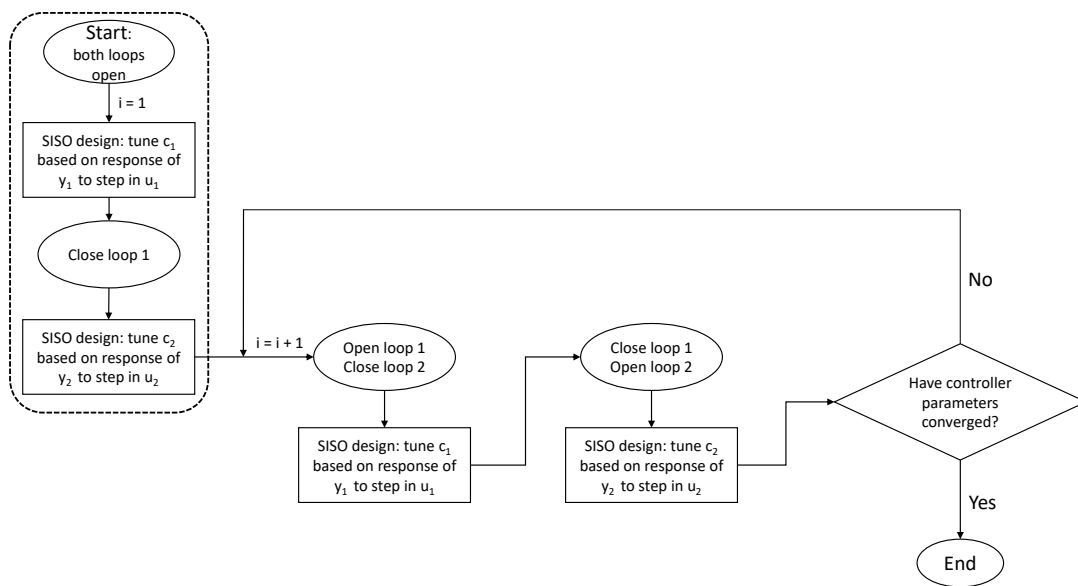 Start:
both loops
open
i = 1
SISO design: tune c₁
based on response of
y₁ to step in u₁
Close loop 1
SISO design: tune c₂
based on response of
y₂ to step in u₂
i = i + 1
Open loop 1
Close loop 2
SISO design: tune c₁
based on response of
y₁ to step in u₁
Close loop 1
Open loop 2
SISO design: tune c₂
based on response of
y₂ to step in u₂
Have controller
parameters
converged?
No
Yes
End